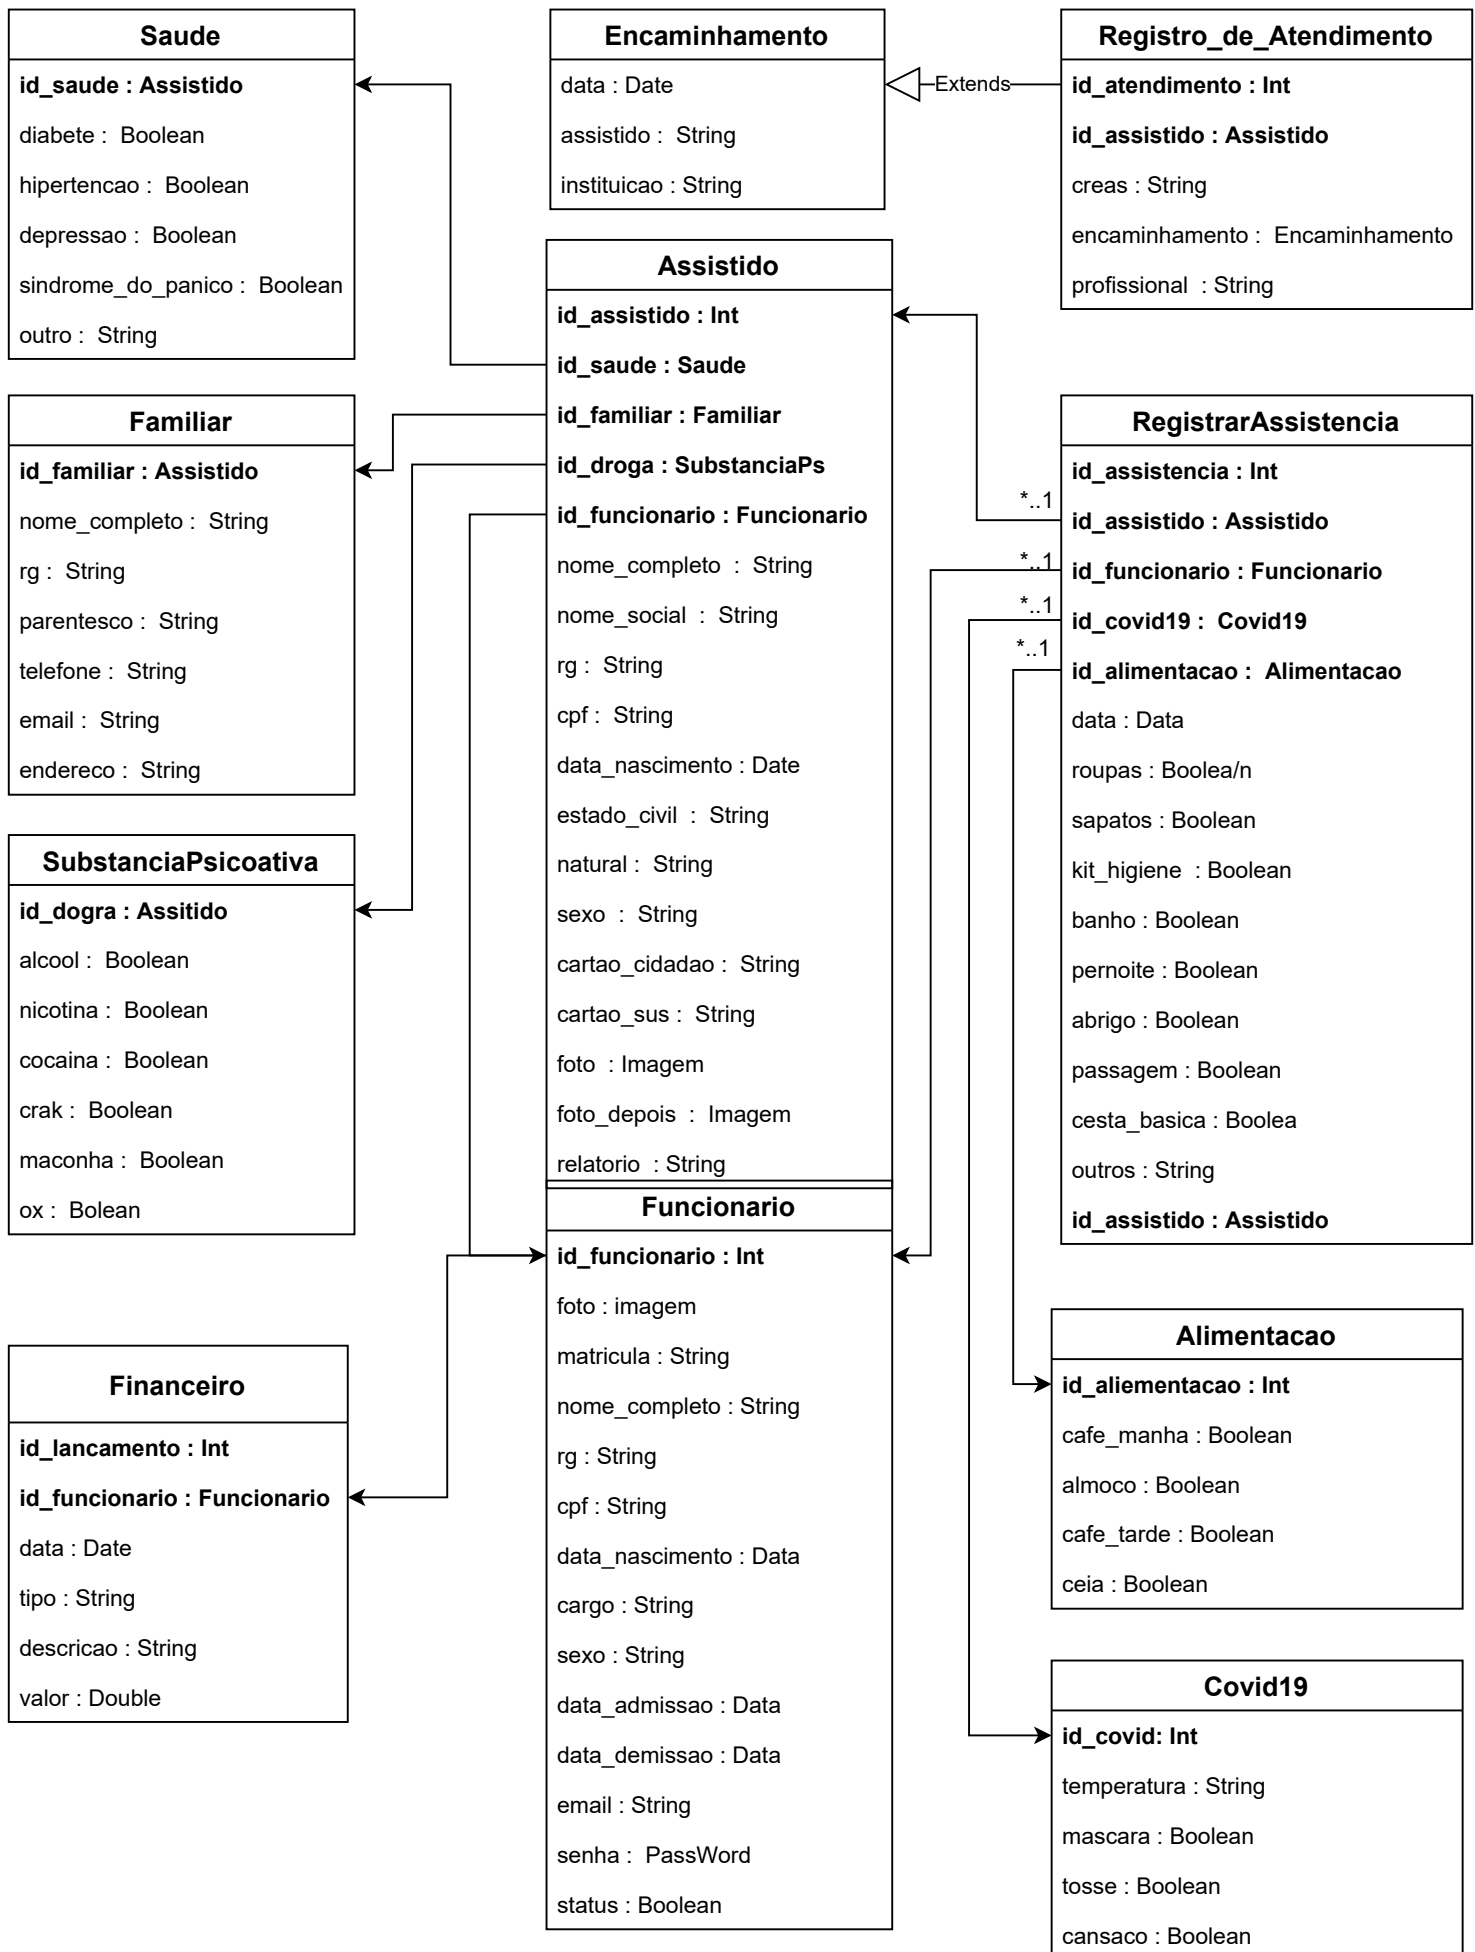 Saude
id_saude : Assistido
diabete :  Boolean
hipertencao :  Boolean
depressao :  Boolean
sindrome_do_panico :  Boolean
outro :  String
Encaminhamento
data : Date
assistido :  String
instituicao : String
Extends
Registro_de_Atendimento
id_atendimento : Int
id_assistido : Assistido
creas : String
encaminhamento :  Encaminhamento
profissional  : String
Familiar
id_familiar : Assistido
nome_completo :  String
rg :  String
parentesco :  String
telefone :  String
email :  String
endereco :  String
Assistido
id_assistido : Int
id_saude : Saude
id_familiar : Familiar
id_droga : SubstanciaPs
id_funcionario : Funcionario
nome_completo  :  String
nome_social  :  String
rg :  String
cpf :  String
data_nascimento : Date
estado_civil  :  String
natural :  String
sexo  :  String
cartao_cidadao :  String
cartao_sus :  String
foto  : Imagem
foto_depois  :  Imagem
relatorio  : String
RegistrarAssistencia
id_assistencia : Int
*..1
id_assistido : Assistido
*..1
id_funcionario : Funcionario
*..1
id_covid19 :  Covid19
*..1
id_alimentacao :  Alimentacao
data : Data
roupas : Boolea/n
sapatos : Boolean
kit_higiene  : Boolean
banho : Boolean
pernoite : Boolean
abrigo : Boolean
passagem : Boolean
cesta_basica : Boolea
outros : String
id_assistido : Assistido
SubstanciaPsicoativa
id_dogra : Assitido
alcool :  Boolean
nicotina :  Boolean
cocaina :  Boolean
crak :  Boolean
maconha :  Boolean
ox :  Bolean
Funcionario
id_funcionario : Int
foto : imagem
matricula : String
nome_completo : String
rg : String
cpf : String
data_nascimento : Data
cargo : String
sexo : String
data_admissao : Data
data_demissao : Data
email : String
senha :  PassWord
status : Boolean
Financeiro
id_lancamento : Int
id_funcionario : Funcionario
data : Date
tipo : String
descricao : String
valor : Double
Alimentacao
id_aliementacao : Int
cafe_manha : Boolean
almoco : Boolean
cafe_tarde : Boolean
ceia : Boolean
Covid19
id_covid: Int
temperatura : String
mascara : Boolean
tosse : Boolean
cansaco : Boolean